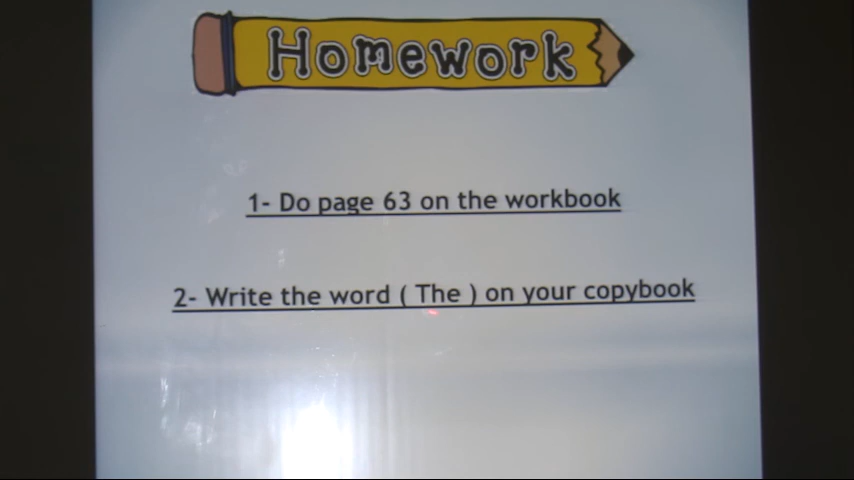 Homework
1- Do page 63 on the workbook
2- Write the word ( The ) on your copybook